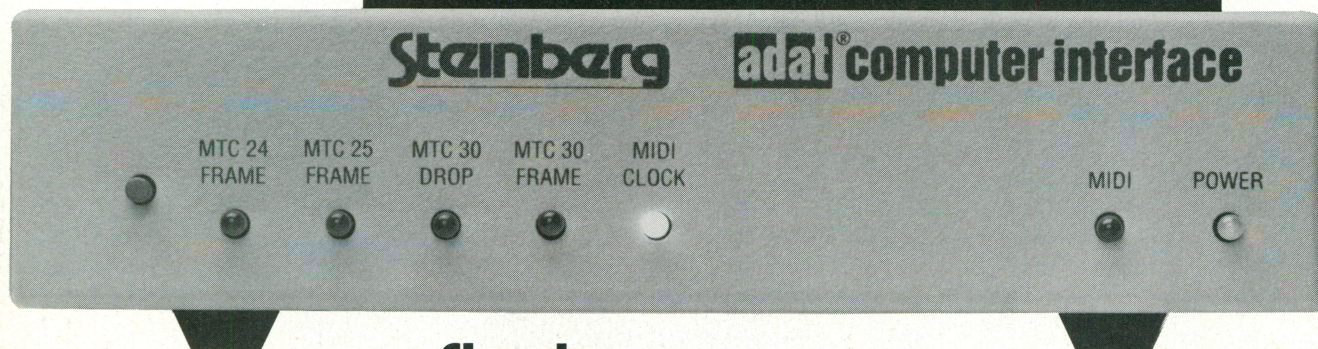 Steinberg adat® computer interface
MTC 24 FRAME
MTC 25 FRAME
MTC 30 DROP
MTC 30 FRAME
MIDI CLOCK
MIDI
POWER